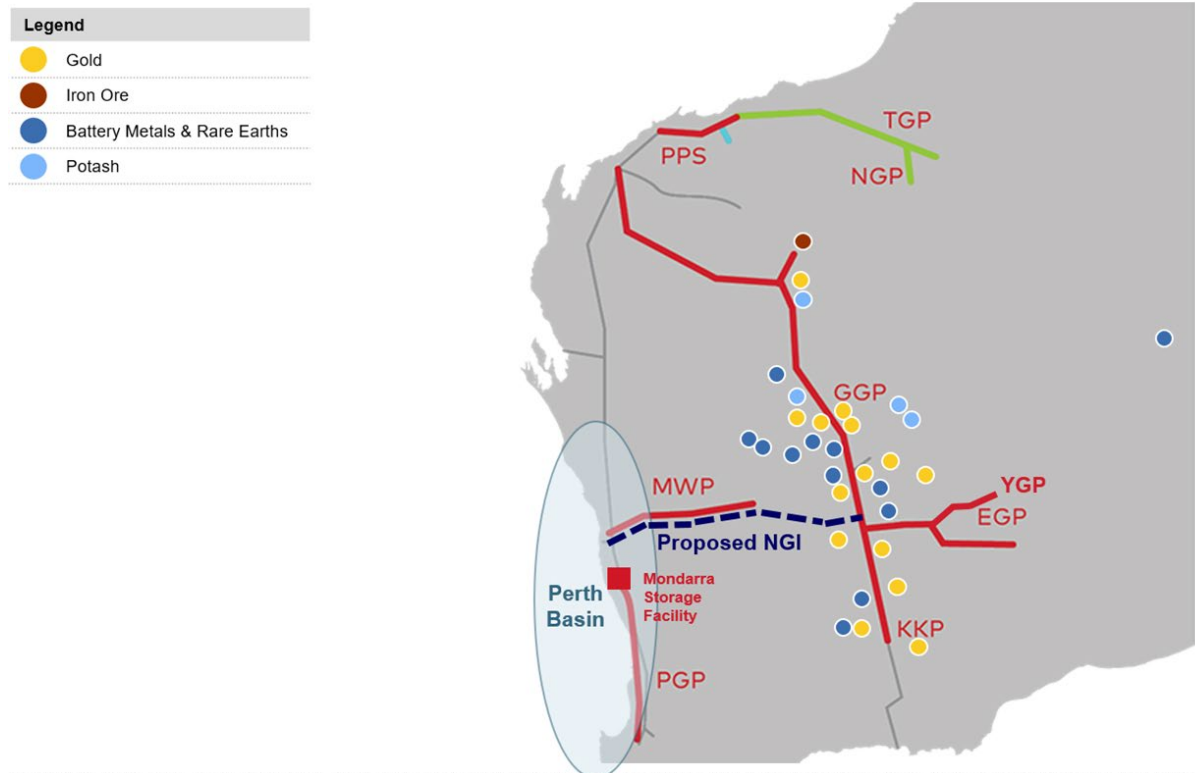 Legend
Gold
Iron Ore
Battery Metals & Rare Earths
Potash
TGP
PPS
NGP
GGP
MWP
YGP
EGP
Proposed NGI
Mondarra
Storage
Facility
Perth
Basin
KKP
PGP